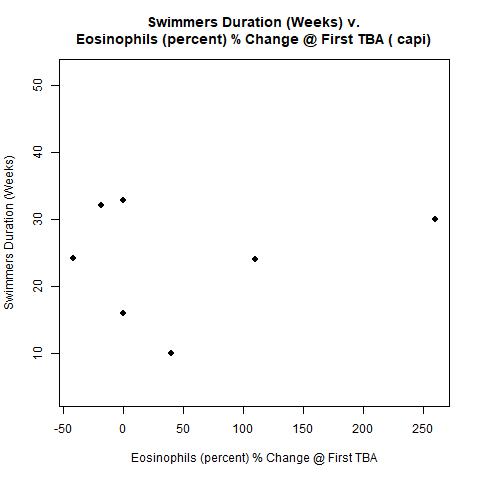 Swimmers Duration (Weeks) v.
Eosinophils (percent) % Change @ First TBA ( capi)
Swimmers Duration (Weeks)
50
40
30
20
10
-50 0 50 100 150 200 250
Eosinophils (percent) % Change @ First TBA